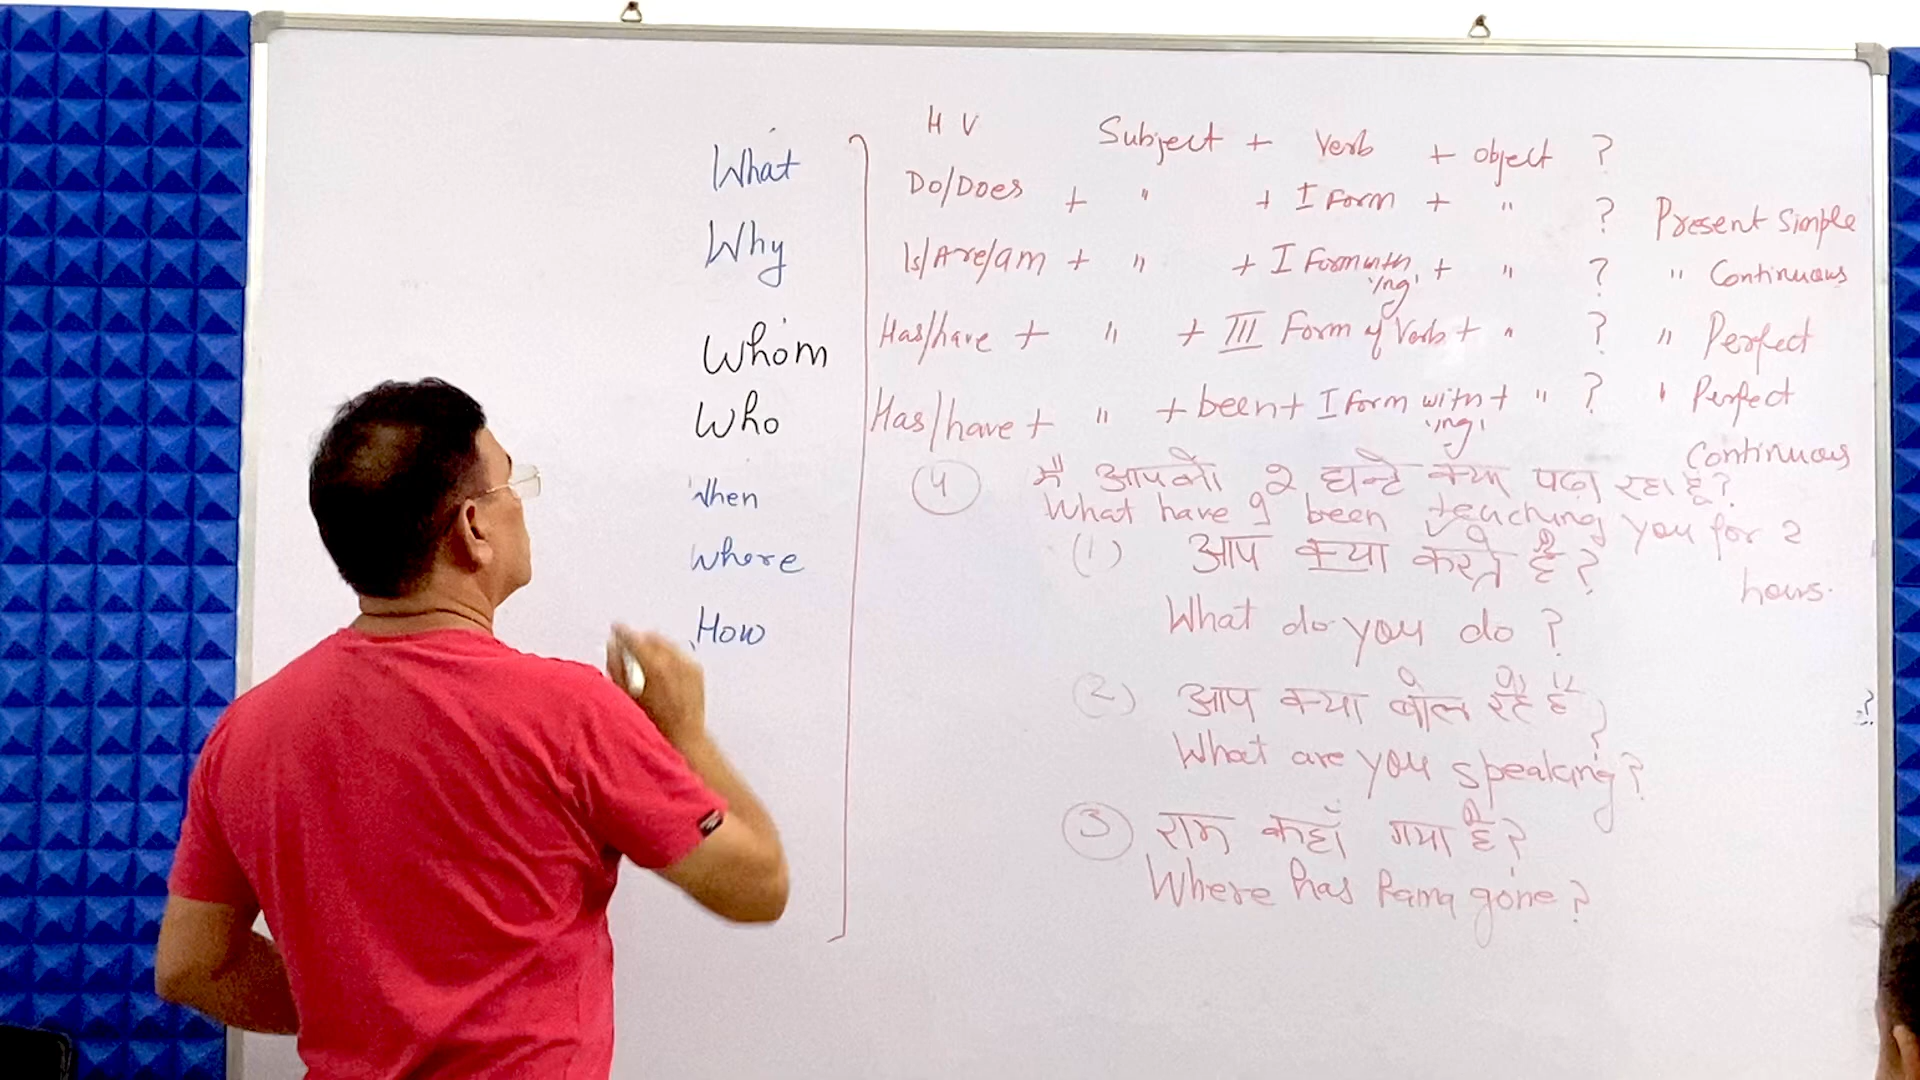 What
Why
Whom
Who
When
Where
How
H V Subject + Verb + object ?
Do/Does + " + I Form + " ? Present Simple
Is/Are/am + " + I Form with 'ing' + " ? " Continuous
Has/have + " + III Form of Verb + " ? " Perfect
Has/have + " + been + I form with 'ing' + " ? " Perfect Continuous
(4) मैं आपको 2 घन्टे क्या पढ़ा रहा हूँ?
What have I been teaching you for 2 hours.
(1) आप क्या करते हैं?
What do you do ?
(2) आप क्या बोल रहे हैं?
What are you speaking?
(3) राम कहाँ गया है?
Where has Rama gone?
?